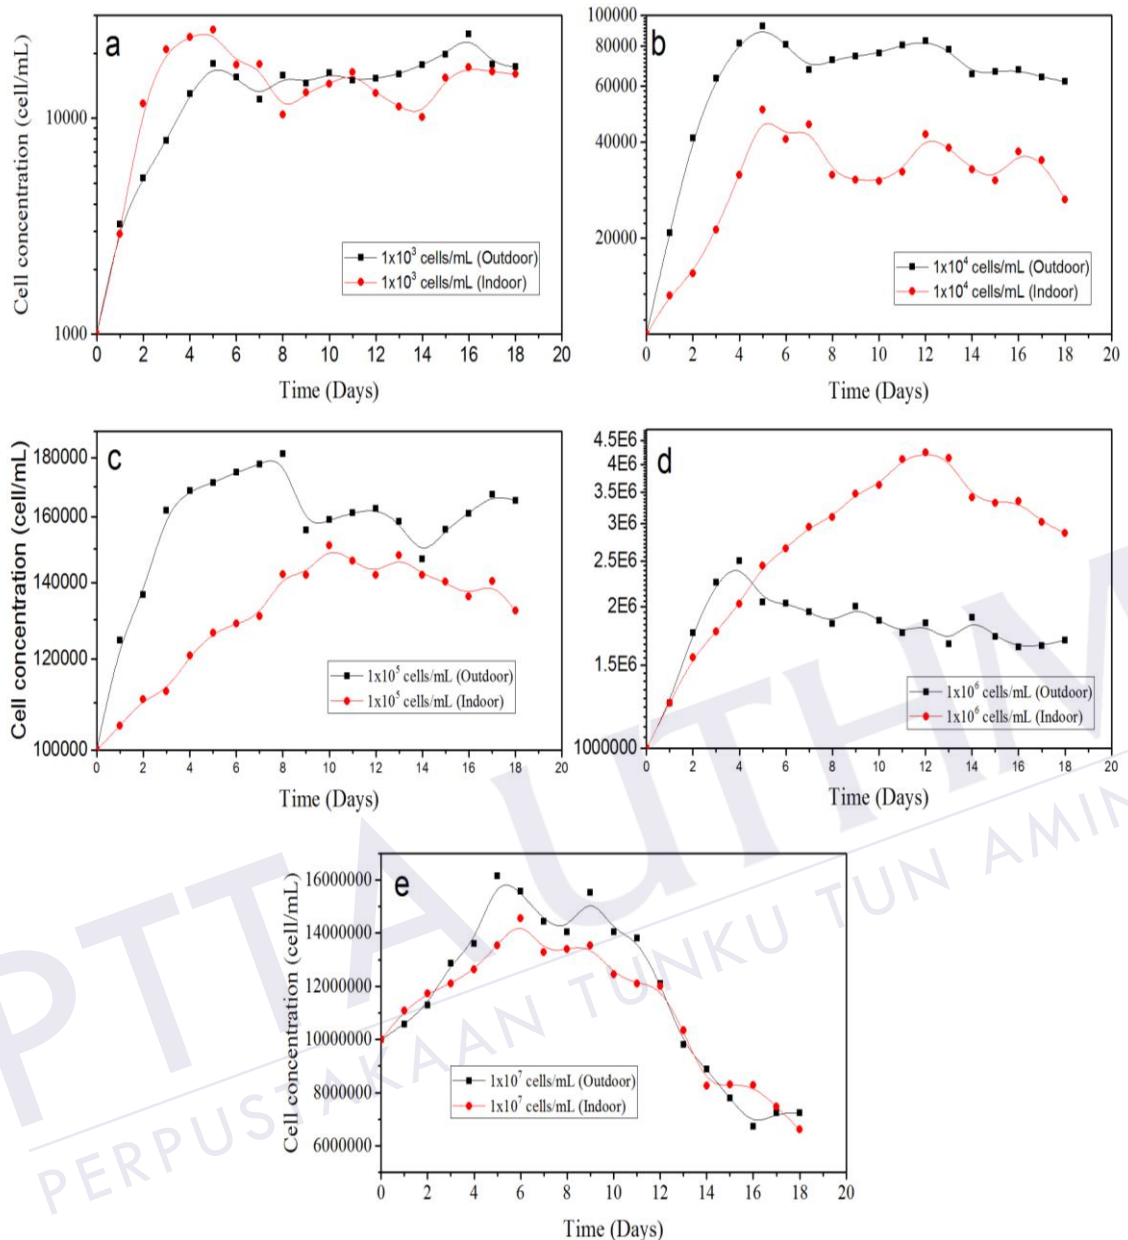 a
Cell concentration (cell/mL)
10000
1000
1x10³ cells/mL (Outdoor)
1x10³ cells/mL (Indoor)
0 2 4 6 8 10 12 14 16 18 20
Time (Days)
b
100000
80000
60000
40000
20000
1x10⁴ cells/mL (Outdoor)
1x10⁴ cells/mL (Indoor)
0 2 4 6 8 10 12 14 16 18 20
Time (Days)
c
Cell concentration (cell/mL)
180000
160000
140000
120000
100000
1x10⁵ cells/mL (Outdoor)
1x10⁵ cells/mL (Indoor)
0 2 4 6 8 10 12 14 16 18 20
Time (Days)
d
4.5E6
4E6
3.5E6
3E6
2.5E6
2E6
1.5E6
1000000
1x10⁶ cells/mL (Outdoor)
1x10⁶ cells/mL (Indoor)
0 2 4 6 8 10 12 14 16 18 20
Time (Days)
e
Cell concentration (cell/mL)
16000000
14000000
12000000
10000000
8000000
6000000
1x10⁷ cells/mL (Outdoor)
1x10⁷ cells/mL (Indoor)
0 2 4 6 8 10 12 14 16 18 20
Time (Days)
PTTA UTHM
PERPUSTAKAAN TUNKU TUN AMIN